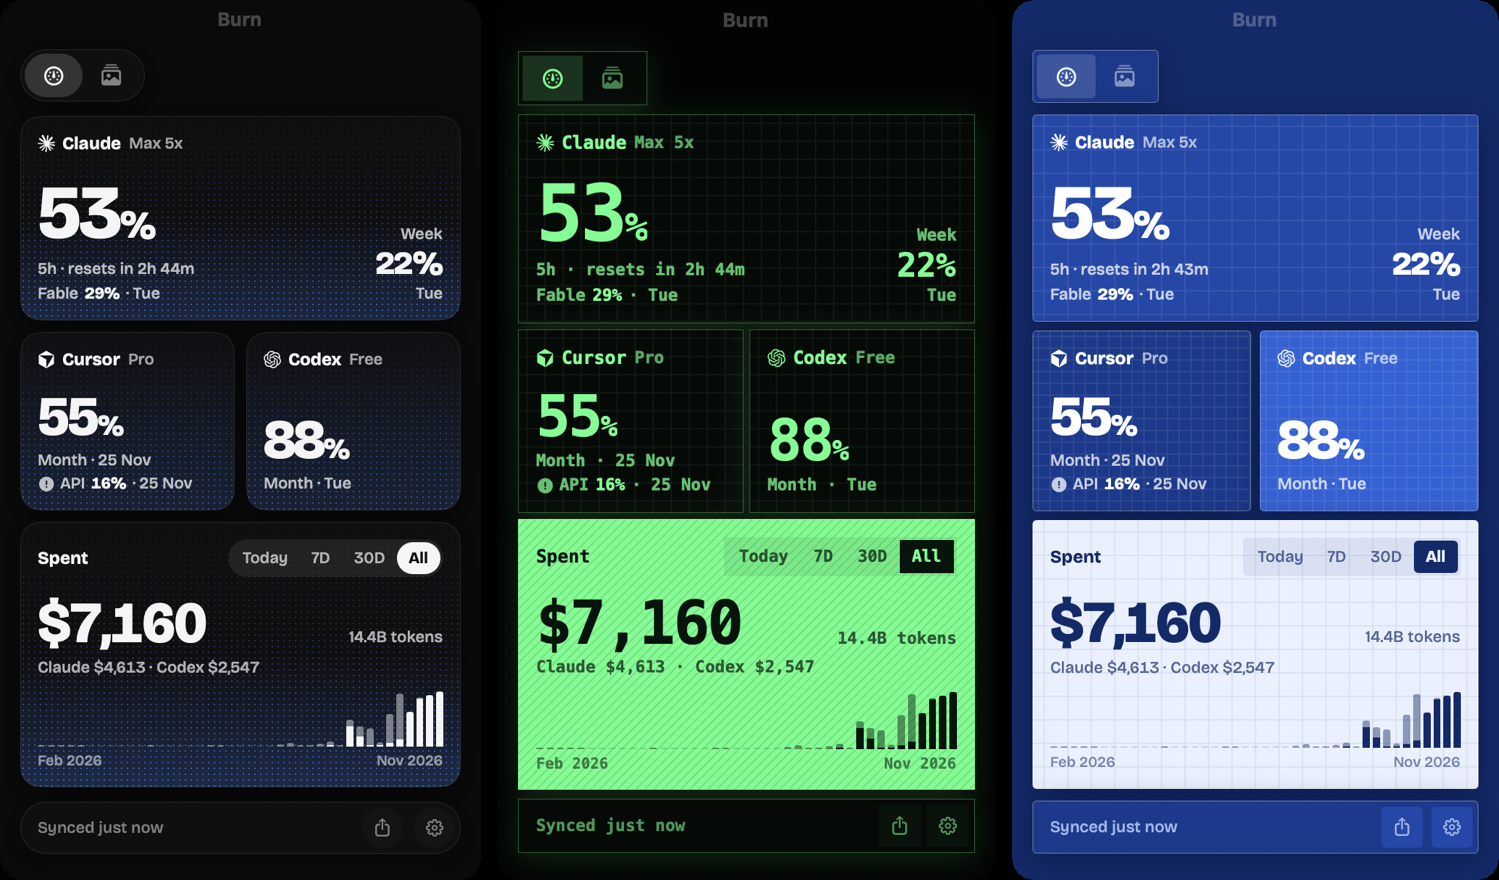 Burn
Claude Max 5x
53%
Week
5h · resets in 2h 44m
22%
Fable 29% · Tue
Tue
Cursor Pro
Codex Free
55%
88%
Month · 25 Nov
API 16% · 25 Nov
Month · Tue
Spent
Today 7D 30D All
$7,160
14.4B tokens
Claude $4,613 · Codex $2,547
Feb 2026
Nov 2026
Synced just now
Burn
Claude Max 5x
53%
Week
5h · resets in 2h 44m
22%
Fable 29% · Tue
Tue
Cursor Pro
Codex Free
55%
88%
Month · 25 Nov
API 16% · 25 Nov
Month · Tue
Spent
Today 7D 30D All
$7,160
14.4B tokens
Claude $4,613 · Codex $2,547
Feb 2026
Nov 2026
Synced just now
Burn
Claude Max 5x
53%
Week
5h · resets in 2h 43m
22%
Fable 29% · Tue
Tue
Cursor Pro
Codex Free
55%
88%
Month · 25 Nov
API 16% · 25 Nov
Month · Tue
Spent
Today 7D 30D All
$7,160
14.4B tokens
Claude $4,613 · Codex $2,547
Feb 2026
Nov 2026
Synced just now